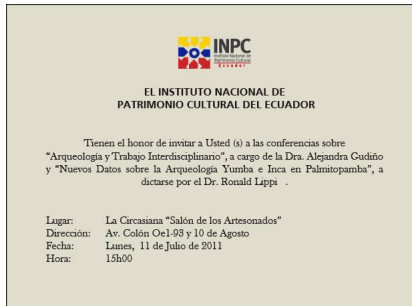 INPC
Instituto Nacional de
Patrimonio Cultural
Ecuador
EL INSTITUTO NACIONAL DE
PATRIMONIO CULTURAL DEL ECUADOR
Tienen el honor de invitar a Usted (s) a las conferencias sobre
“Arqueología y Trabajo Interdisciplinario”, a cargo de la Dra. Alejandra Gudiño
y “Nuevos Datos sobre la Arqueología Yumba e Inca en Palmitopamba”, a
dictarse por el Dr. Ronald Lippi .
Lugar: La Circasiana “Salón de los Artesonados”
Dirección: Av. Colón Oe1-93 y 10 de Agosto
Fecha: Lunes, 11 de Julio de 2011
Hora: 15h00